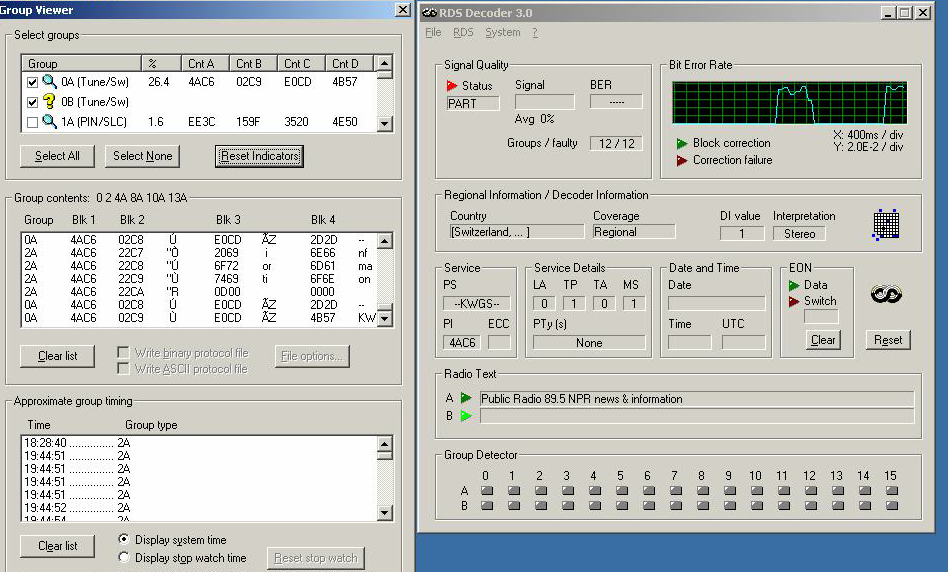 Group Viewer
Select groups
Group % Cnt A Cnt B Cnt C Cnt D
0A (Tune/Sw) 26.4 4AC6 02C9 E0CD 4B57
0B (Tune/Sw)
1A (PIN/SLC) 1.6 EE3C 159F 3520 4E50
Select All Select None Reset Indicators
Group contents: 0 2 4A 8A 10A 13A
Group Blk 1 Blk 2 Blk 3 Blk 4
0A 4AC6 02C8 Ú E0CD ÃZ 2D2D --
2A 4AC6 22C7 "Ú 2069 i 6E66 nf
2A 4AC6 22C8 "Ú 6F72 or 6D61 ma
2A 4AC6 22C9 "Ú 7469 ti 6F6E on
2A 4AC6 22CA "R 0D00 0000
0A 4AC6 02C8 Ú E0CD ÃZ 2D2D --
0A 4AC6 02C9 Ú E0CD ÃZ 4B57 KW
Clear list
Write binary protocol file
Write ASCII protocol file
File options...
Approximate group timing
Time Group type
18:28:40 ............... 2A
19:44:51 ............... 2A
19:44:51 ............... 2A
19:44:51 ............... 2A
19:44:51 ............... 2A
19:44:52 ............... 2A
19:44:54 ............... 2A
Clear list
Display system time
Display stop watch time
Reset stop watch
RDS Decoder 3.0
File RDS System ?
Signal Quality
Status Signal BER
PART -----
Avg 0%
Groups / faulty 12 / 12
Bit Error Rate
Block correction
Correction failure
X: 400ms / div
Y: 2.0E-2 / div
Regional Information / Decoder Information
Country Coverage DI value Interpretation
[Switzerland, ... ] Regional 1 Stereo
Service
PS
--KWGS--
PI ECC
4AC6
Service Details
LA TP TA MS
0 1 0 1
PTy (s)
None
Date and Time
Date
Time UTC
EON
Data
Switch
Clear
Reset
Radio Text
A Public Radio 89.5 NPR news & information
B
Group Detector
0 1 2 3 4 5 6 7 8 9 10 11 12 13 14 15
A
B